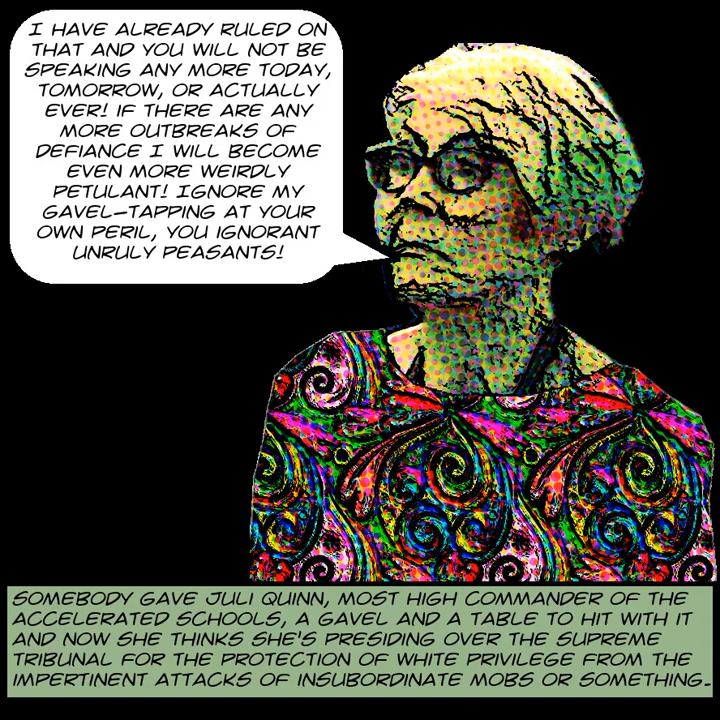 I HAVE ALREADY RULED ON
THAT AND YOU WILL NOT BE
SPEAKING ANY MORE TODAY,
TOMORROW, OR ACTUALLY
EVER! IF THERE ARE ANY
MORE OUTBREAKS OF
DEFIANCE I WILL BECOME
EVEN MORE WEIRDLY
PETULANT! IGNORE MY
GAVEL-TAPPING AT YOUR
OWN PERIL, YOU IGNORANT
UNRULY PEASANTS!
SOMEBODY GAVE JULI QUINN, MOST HIGH COMMANDER OF THE
ACCELERATED SCHOOLS, A GAVEL AND A TABLE TO HIT WITH IT
AND NOW SHE THINKS SHE'S PRESIDING OVER THE SUPREME
TRIBUNAL FOR THE PROTECTION OF WHITE PRIVILEGE FROM THE
IMPERTINENT ATTACKS OF INSUBORDINATE MOBS OR SOMETHING.